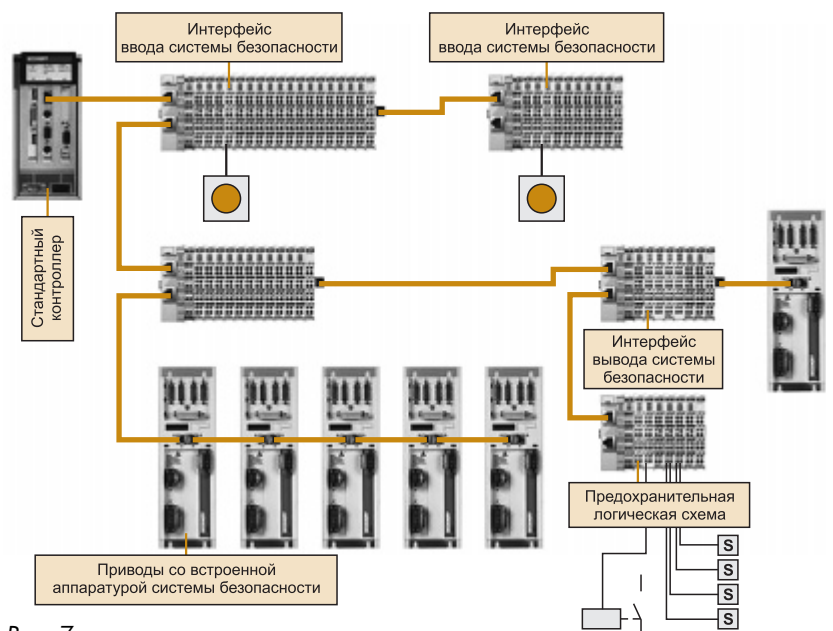 Интерфейс
ввода системы безопасности
Интерфейс
ввода системы безопасности
Стандартный
контроллер
Интерфейс
вывода системы
безопасности
Предохранительная
логическая схема
S
S
S
S
Приводы со встроенной
аппаратурой системы безопасности